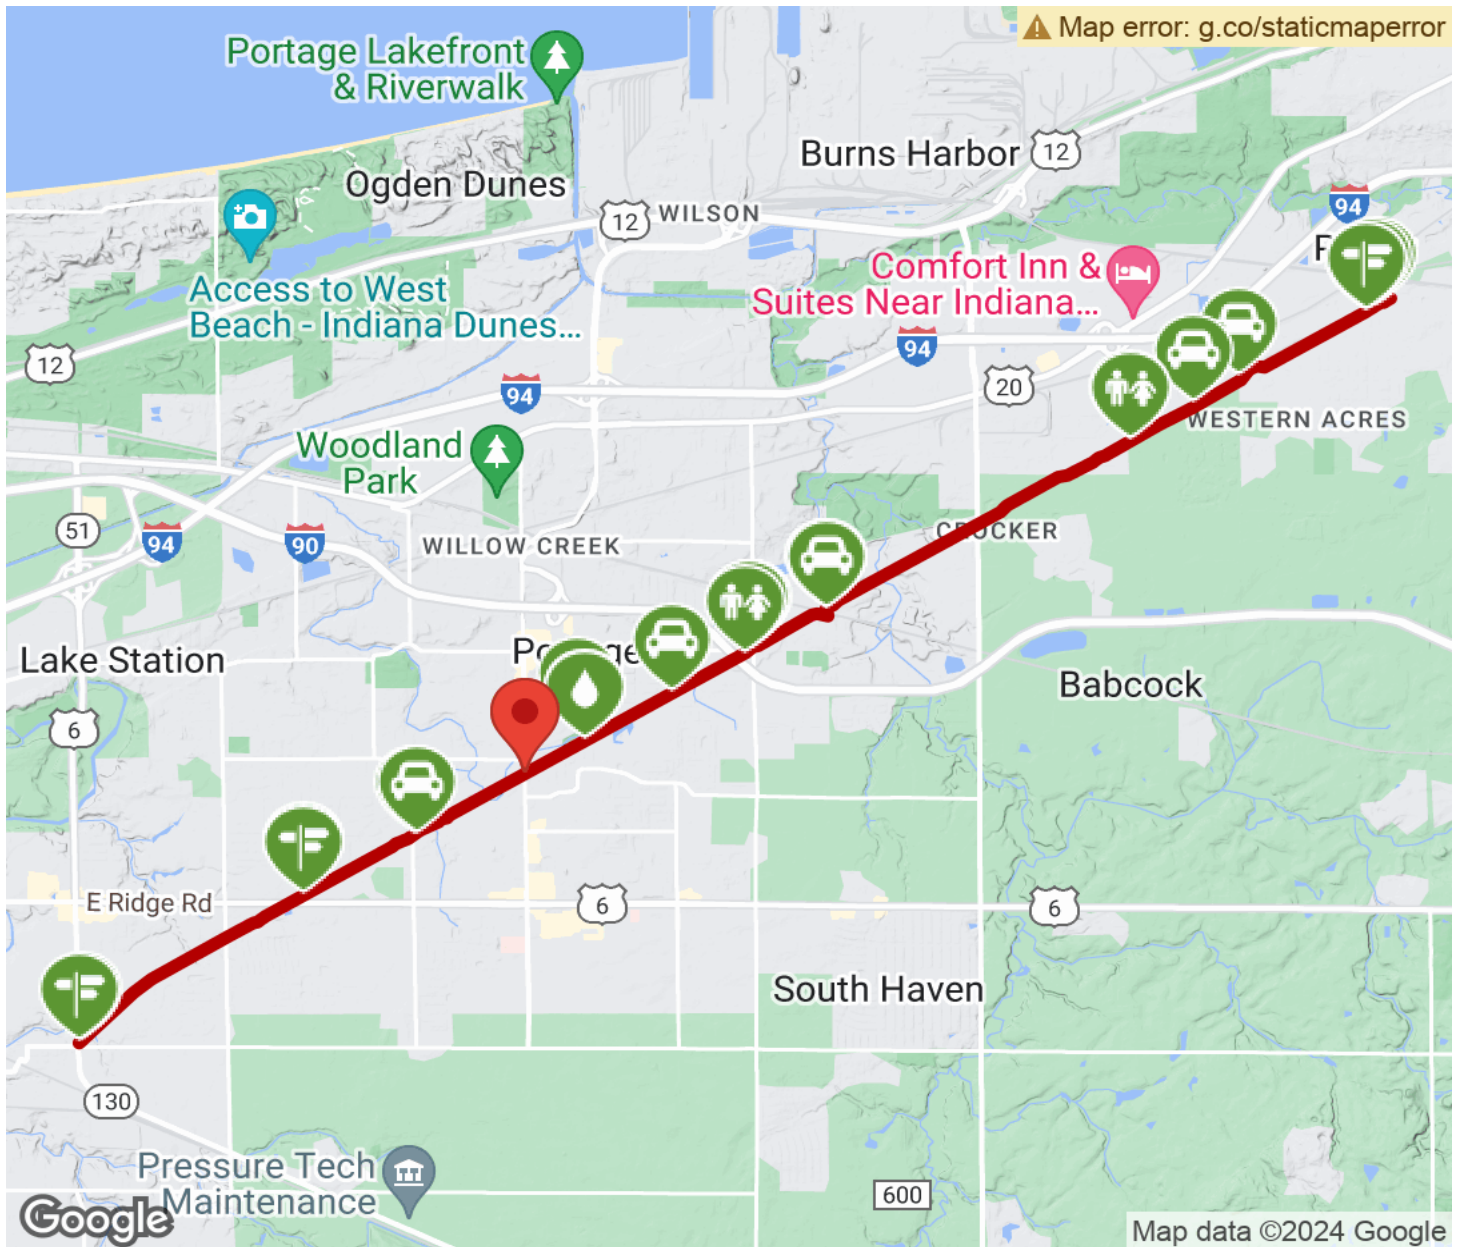 Map error: g.co/staticmaperror
Portage Lakefront
& Riverwalk
Burns Harbor
12
Ogden Dunes
94
12
WILSON
Comfort Inn &
Suites Near Indiana...
Access to West
Beach - Indiana Dunes...
94
12
20
94
WESTERN ACRES
Woodland
Park
51
94
90
WILLOW CREEK
CROCKER
Lake Station
Babcock
6
E Ridge Rd
6
6
South Haven
130
Pressure Tech
Maintenance
600
Google
Map data ©2024 Google